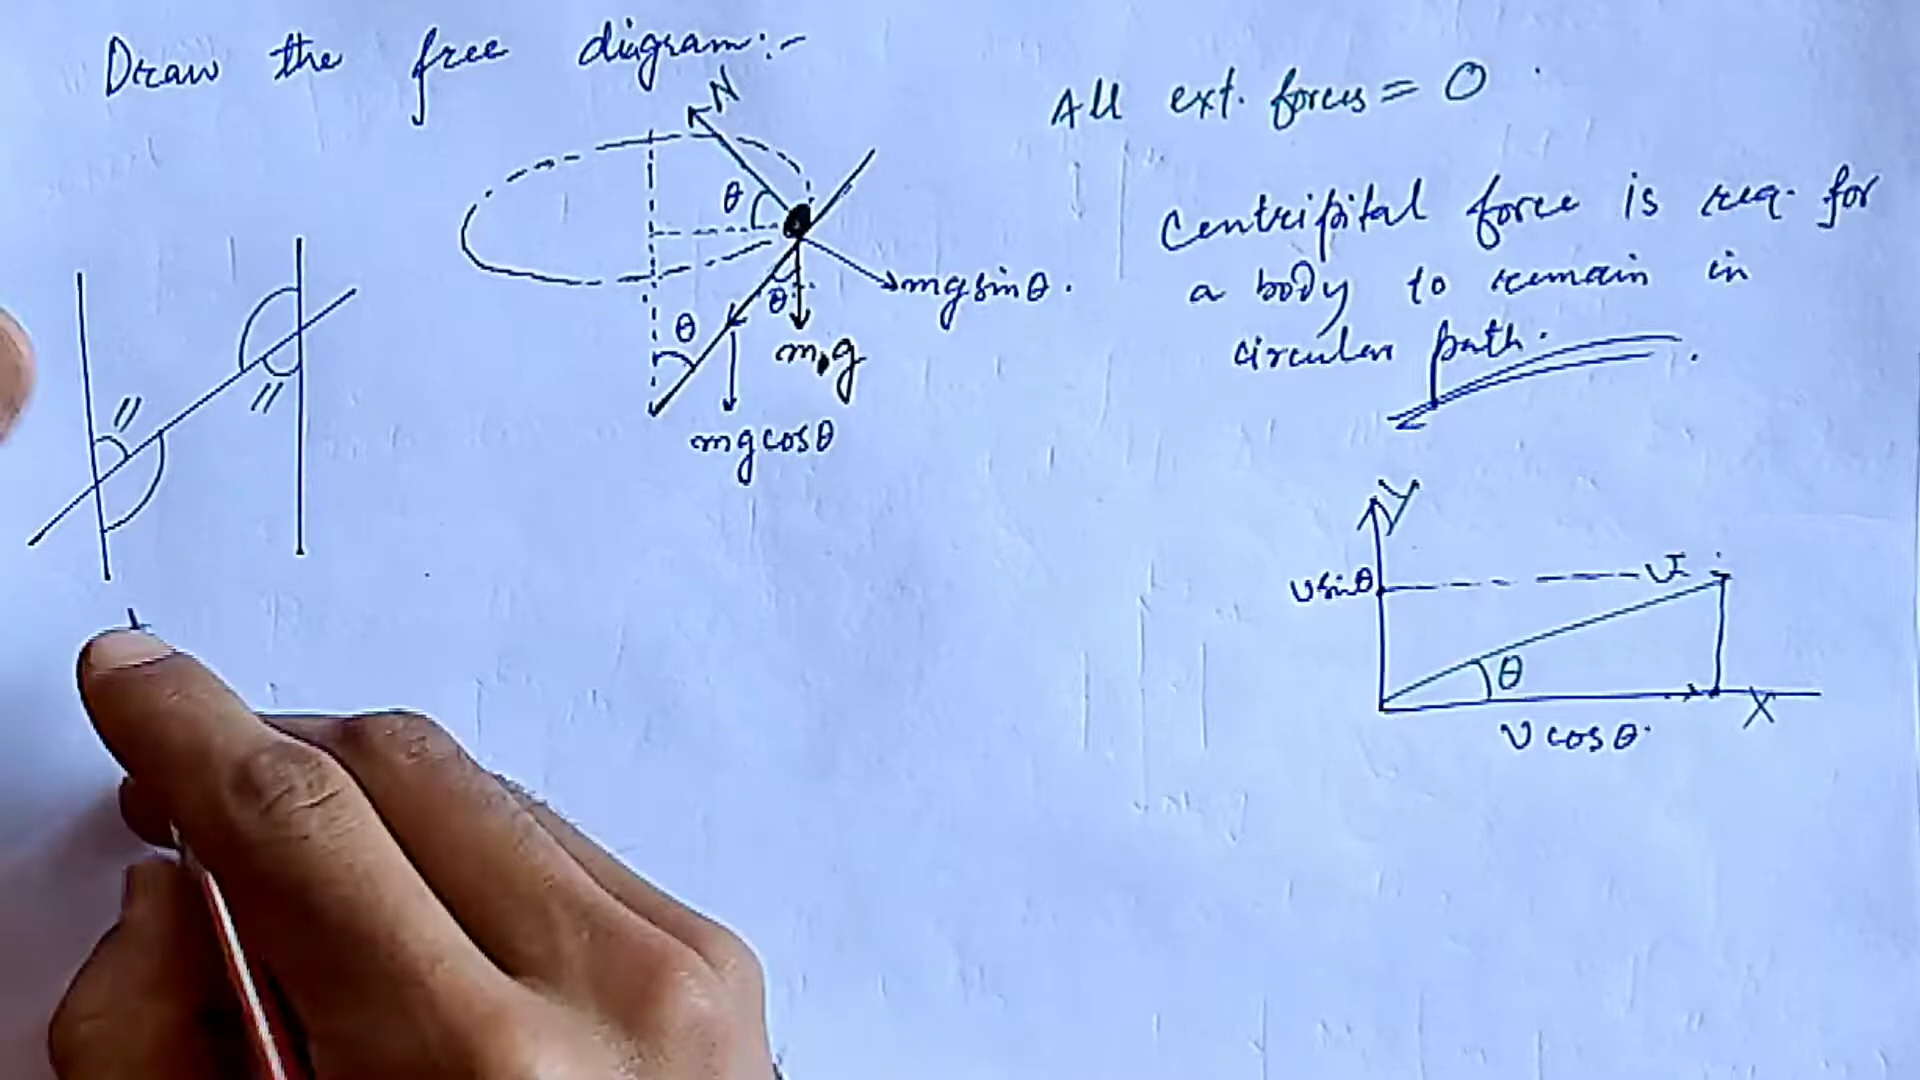 Draw the free diagram:-
All ext. forces = 0
Centripital force is req. for
a body to remain in
circular path.
N
θ
mg sinθ.
θ
θ
mg
mg cosθ
Y
v sinθ
θ
X
v cosθ.